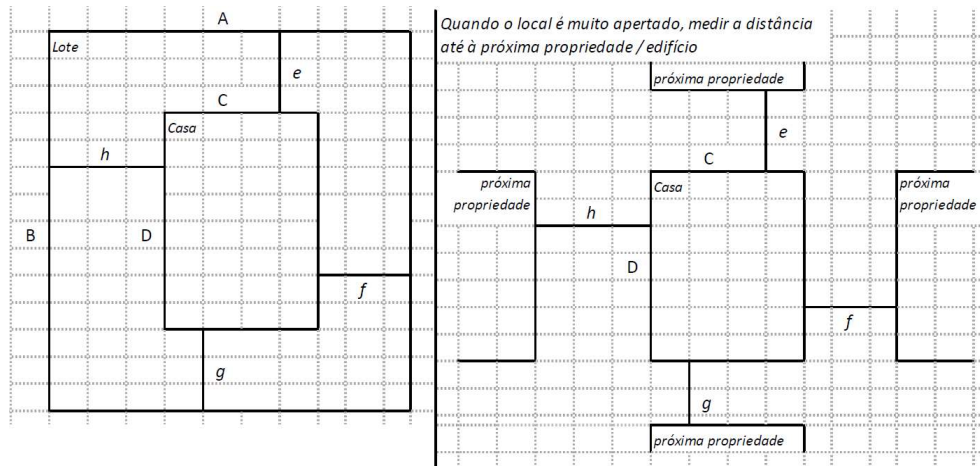 A
Lote
e
C
Casa
h
B
D
f
g
Quando o local é muito apertado, medir a distância
até à próxima propriedade / edifício
próxima propriedade
e
C
próxima
propriedade
Casa
próxima
propriedade
h
D
f
g
próxima propriedade